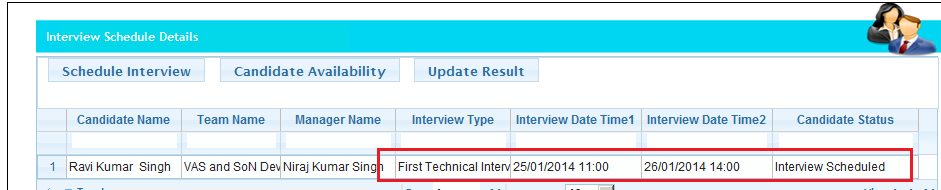 Interview Schedule Details
Schedule Interview Candidate Availability Update Result
Candidate Name Team Name Manager Name Interview Type Interview Date Time1 Interview Date Time2 Candidate Status
1 Ravi Kumar Singh VAS and SoN Dev Niraj Kumar Singh First Technical Interv 25/01/2014 11:00 26/01/2014 14:00 Interview Scheduled